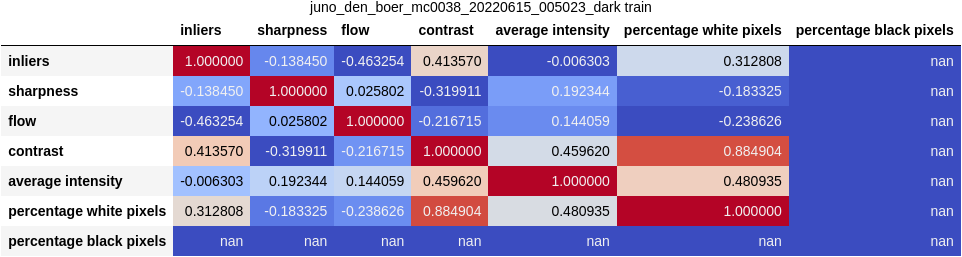 juno_den_boer_mc0038_20220615_005023_dark train
inliers sharpness flow contrast average intensity percentage white pixels percentage black pixels
inliers 1.000000 -0.138450 -0.463254 0.413570 -0.006303 0.312808 nan
sharpness -0.138450 1.000000 0.025802 -0.319911 0.192344 -0.183325 nan
flow -0.463254 0.025802 1.000000 -0.216715 0.144059 -0.238626 nan
contrast 0.413570 -0.319911 -0.216715 1.000000 0.459620 0.884904 nan
average intensity -0.006303 0.192344 0.144059 0.459620 1.000000 0.480935 nan
percentage white pixels 0.312808 -0.183325 -0.238626 0.884904 0.480935 1.000000 nan
percentage black pixels nan nan nan nan nan nan nan